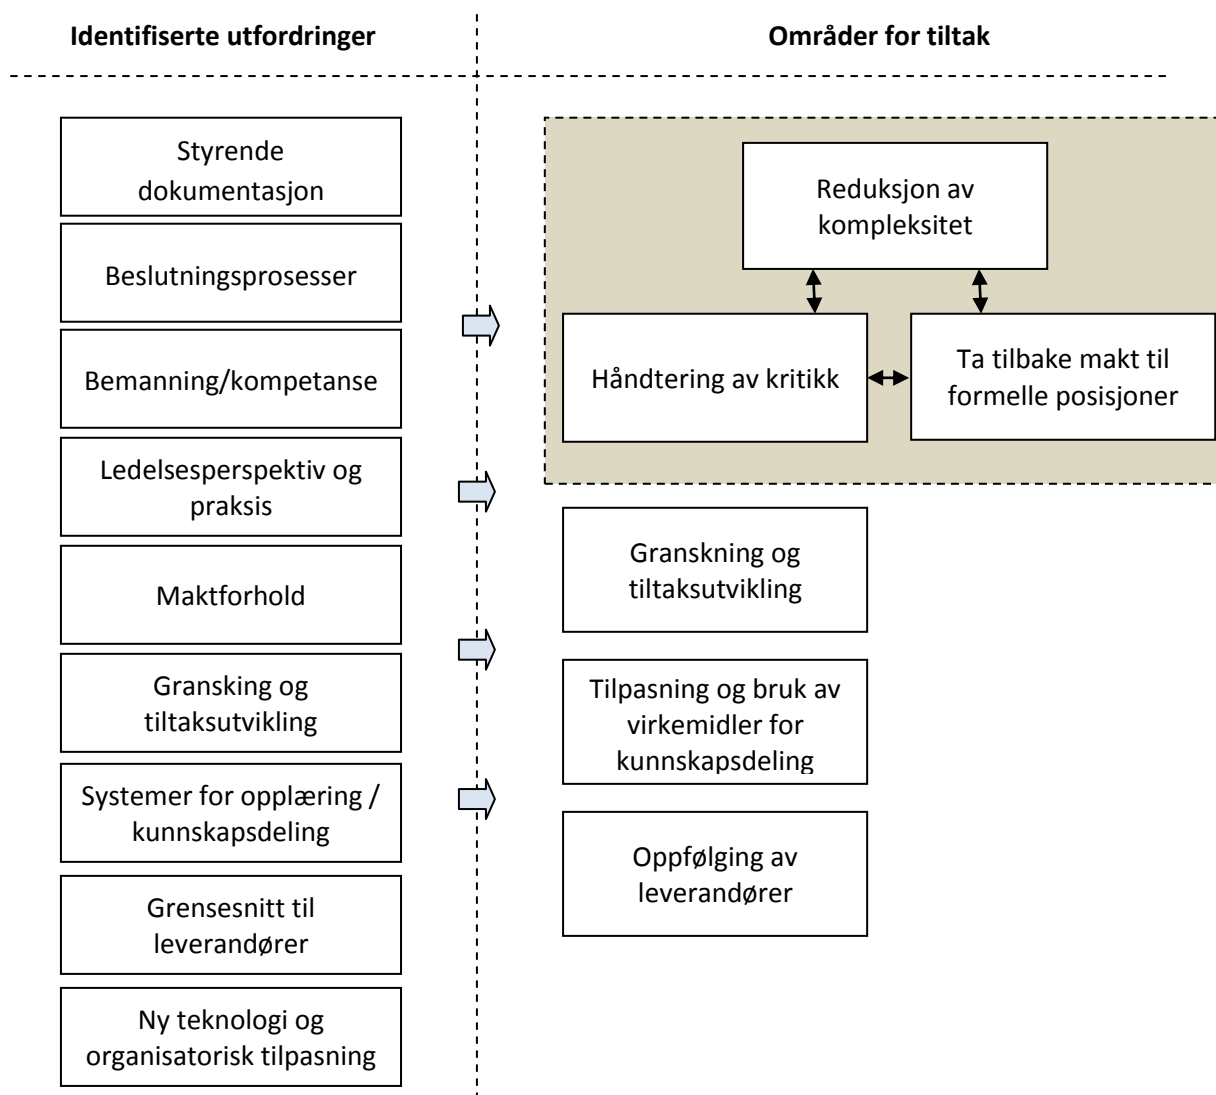 Identifiserte utfordringer
Områder for tiltak
Styrende
dokumentasjon
Beslutningsprosesser
Bemanning/kompetanse
Ledelsesperspektiv og
praksis
Maktforhold
Gransking og
tiltaksutvikling
Systemer for opplæring /
kunnskapsdeling
Grensesnitt til
leverandører
Ny teknologi og
organisatorisk tilpasning
Reduksjon av
kompleksitet
Håndtering av kritikk
Ta tilbake makt til
formelle posisjoner
Granskning og
tiltaksutvikling
Tilpasning og bruk av
virkemidler for
kunnskapsdeling
Oppfølging av
leverandører